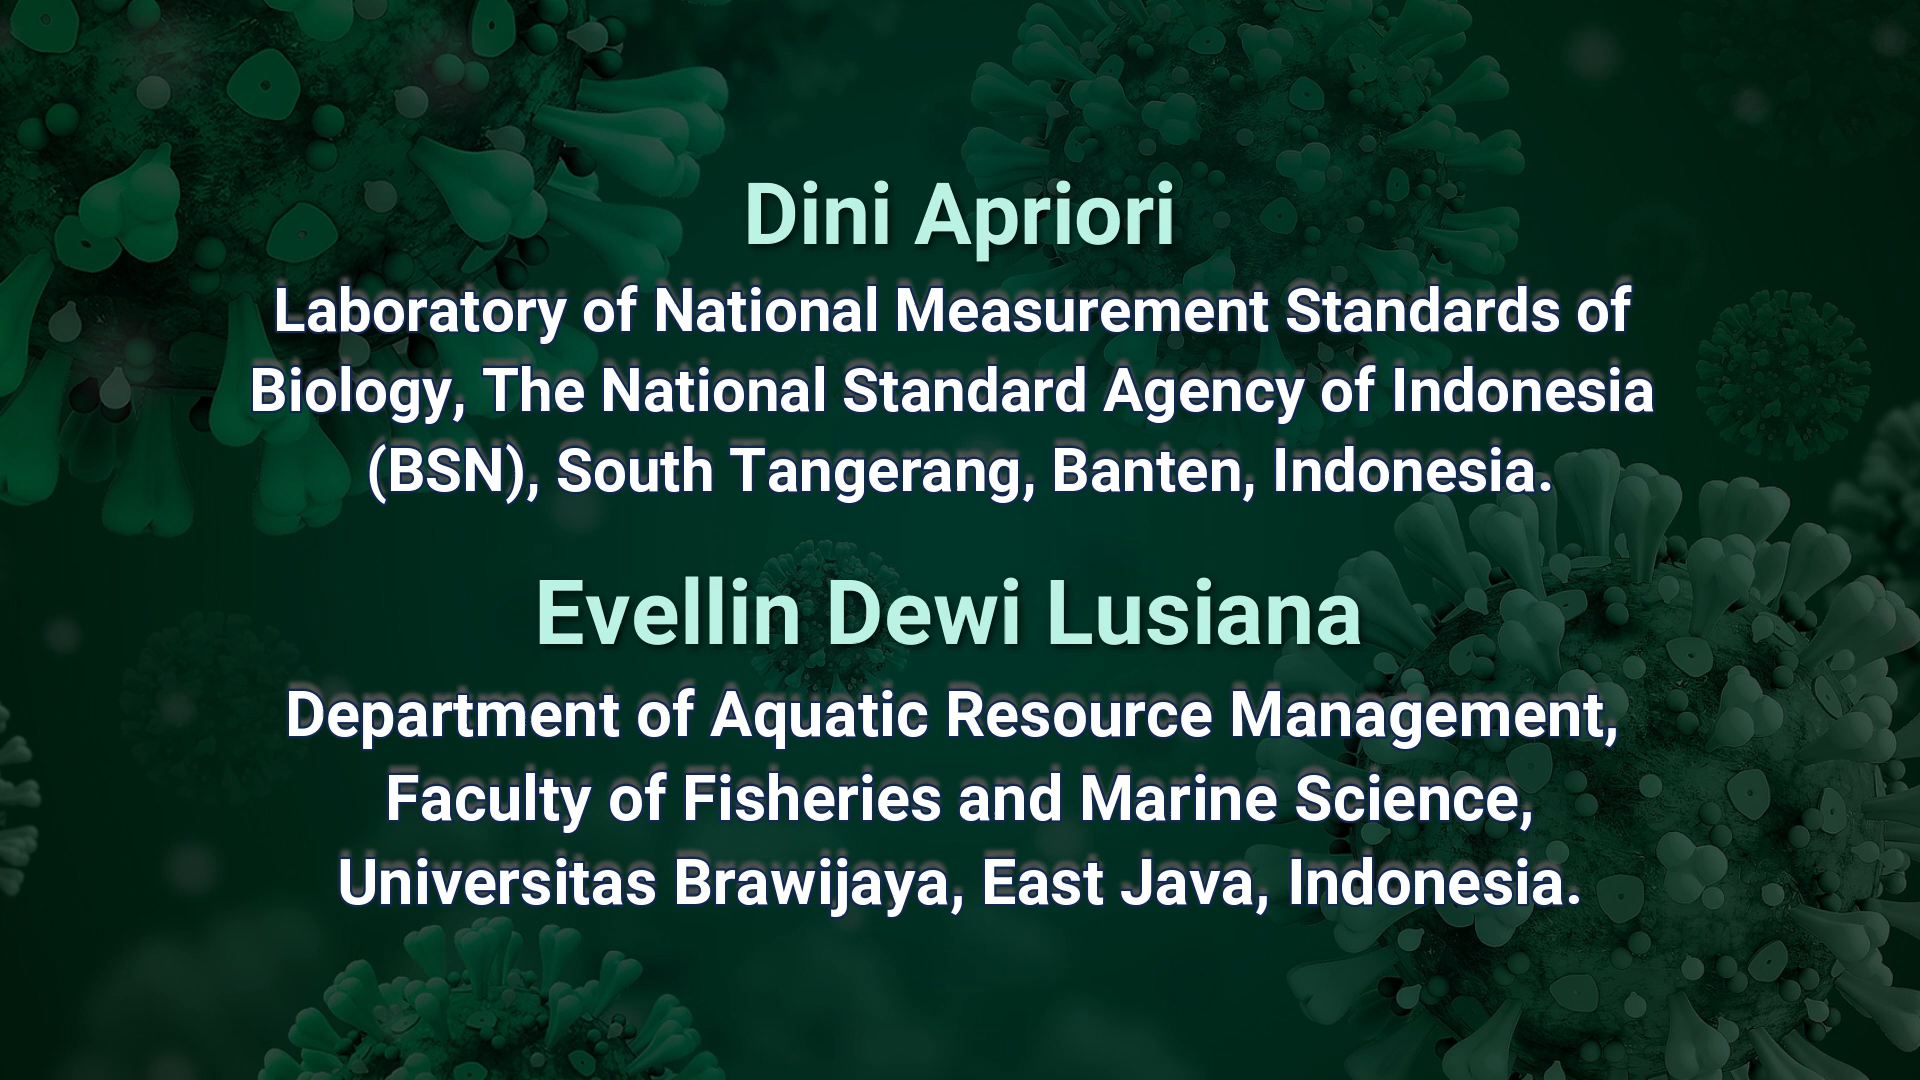 Dini Apriori
Laboratory of National Measurement Standards of
Biology, The National Standard Agency of Indonesia
(BSN), South Tangerang, Banten, Indonesia.
Evellin Dewi Lusiana
Department of Aquatic Resource Management,
Faculty of Fisheries and Marine Science,
Universitas Brawijaya, East Java, Indonesia.